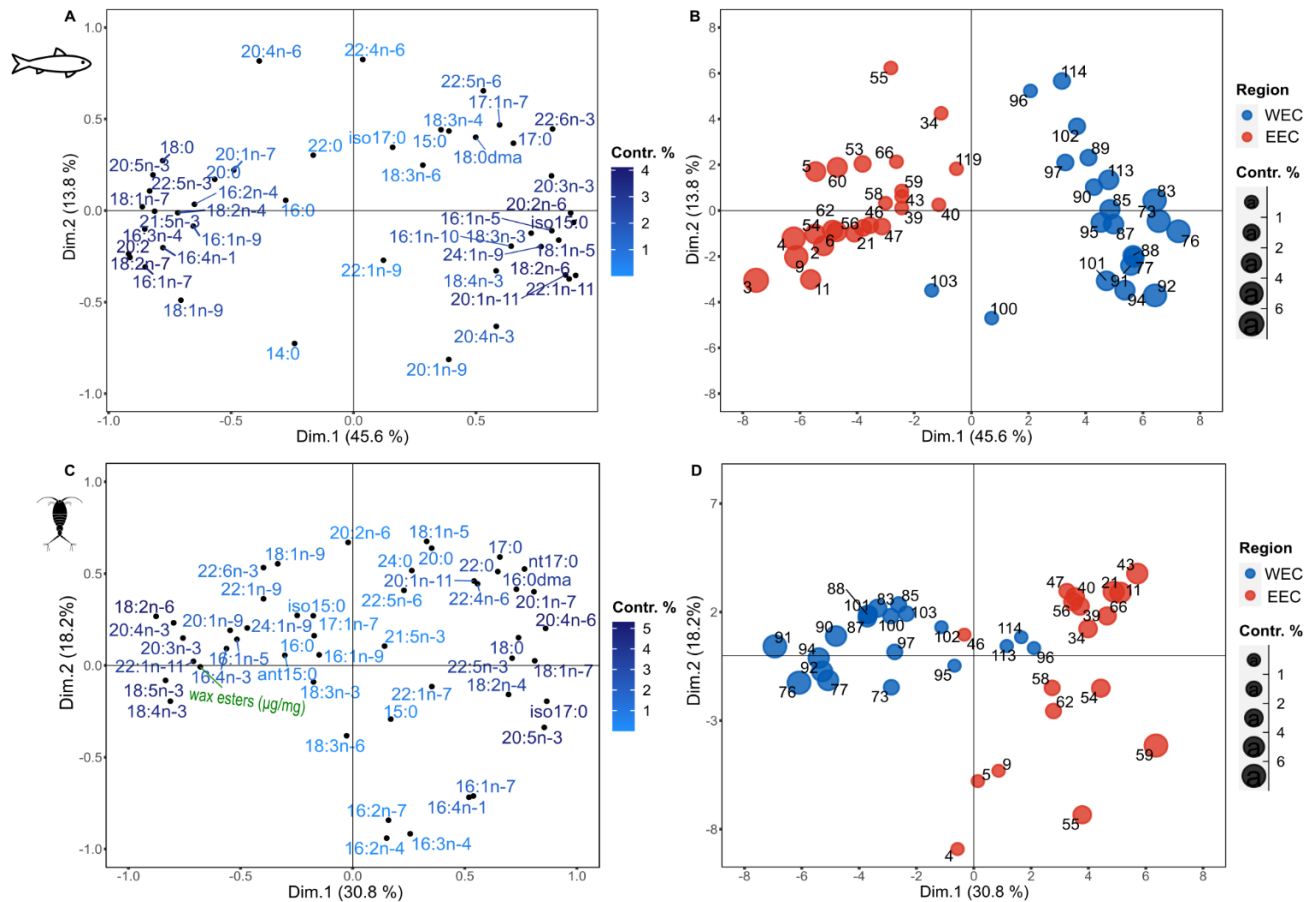 A
1.0
0.5
0.0
-0.5
-1.0
Dim.2 (13.8 %)
20:4n-6
22:4n-6
22:5n-6
17:1n-7
18:3n-4
22:6n-3
iso17:0
15:0
17:0
22:0
18:0dma
18:0
20:1n-7
20:5n-3
20:0
18:3n-6
22:5n-3
16:2n-4
20:3n-3
18:1n-7
16:0
20:2n-6
18:2n-4
21:5n-3
16:1n-5
iso15:0
16:3n-4
16:1n-9
16:1n-10
18:3n-3
18:1n-5
20:2
24:1n-9
18:2n-7
16:4n-1
22:1n-9
18:2n-6
16:1n-7
18:4n-3
20:1n-11
22:1n-11
18:1n-9
20:4n-3
14:0
20:1n-9
-1.0
-0.5
0.0
0.5
Dim.1 (45.6 %)
Contr. %
4
3
2
1
B
8
6
4
2
0
-2
-4
-6
-8
Dim.2 (13.8 %)
55
114
96
34
102
53
66
89
5
60
119
97
113
59
90
83
58
43
85
62
46
39
40
73
54
56
95
87
76
4
6
21
47
2
88
9
77
3
11
101
91
92
103
94
100
-8
-6
-4
-2
0
2
4
6
8
Dim.1 (45.6 %)
Region
WEC
EEC
Contr. %
a
a
a
a
a
1
2
4
6
C
1.0
0.5
0.0
-0.5
-1.0
Dim.2 (18.2%)
20:2n-6
18:1n-5
18:1n-9
17:0
22:6n-3
24:0
20:0
22:0
nt17:0
22:1n-9
20:1n-11
16:0dma
18:2n-6
iso15:0
22:5n-6
22:4n-6
20:1n-7
20:4n-3
20:1n-9
17:1n-7
20:4n-6
24:1n-9
21:5n-3
20:3n-3
16:0
18:0
16:1n-5
16:1n-9
22:5n-3
18:1n-7
22:1n-11
16:4n-3
ant15:0
18:2n-4
18:5n-3
wax esters (µg/mg)
18:3n-3
22:1n-7
18:4n-3
15:0
iso17:0
18:3n-6
20:5n-3
16:1n-7
16:2n-7
16:4n-1
16:2n-4
16:3n-4
-1.0
-0.5
0.0
0.5
1.0
Dim.1 (30.8 %)
Contr. %
5
4
3
2
1
D
7
2
-3
-8
Dim.2 (18.2%)
43
88
47
40
21
11
101
83
85
87
100
103
56
39
66
90
102
114
34
91
97
46
94
113
96
92
95
58
76
77
73
54
62
59
5
9
55
4
-8
-6
-4
-2
0
2
4
6
8
Dim.1 (30.8 %)
Region
WEC
EEC
Contr. %
a
a
a
a
a
1
2
4
6